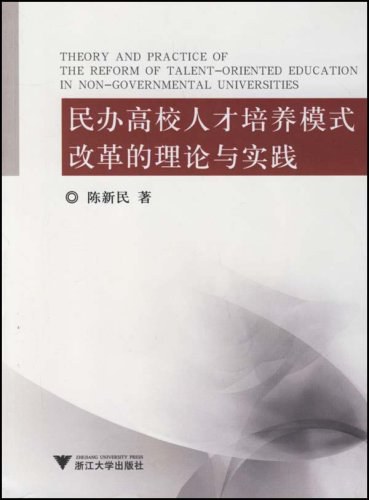 THEORY AND PRACTICE OF
THE REFORM OF TALENT-ORIENTED EDUCATION
IN NON-GOVERNMENTAL UNIVERSITIES
民办高校人才培养模式
改革的理论与实践
◎ 陈新民 著
ZHEJIANG UNIVERSITY PRESS
浙江大学出版社